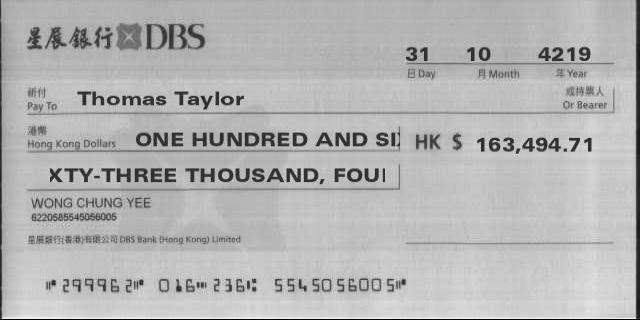 星展銀行 DBS
31 10 4219
日 Day 月 Month 年 Year
祈付
Pay To Thomas Taylor 或持票人
Or Bearer
港幣
Hong Kong Dollars ONE HUNDRED AND SI HK $ 163,494.71
XTY-THREE THOUSAND, FOU
WONG CHUNG YEE
6220585545056005
星展銀行(香港)有限公司 DBS Bank (Hong Kong) Limited
⑈299962⑈ 016⑉236⑆ 5545056005⑈